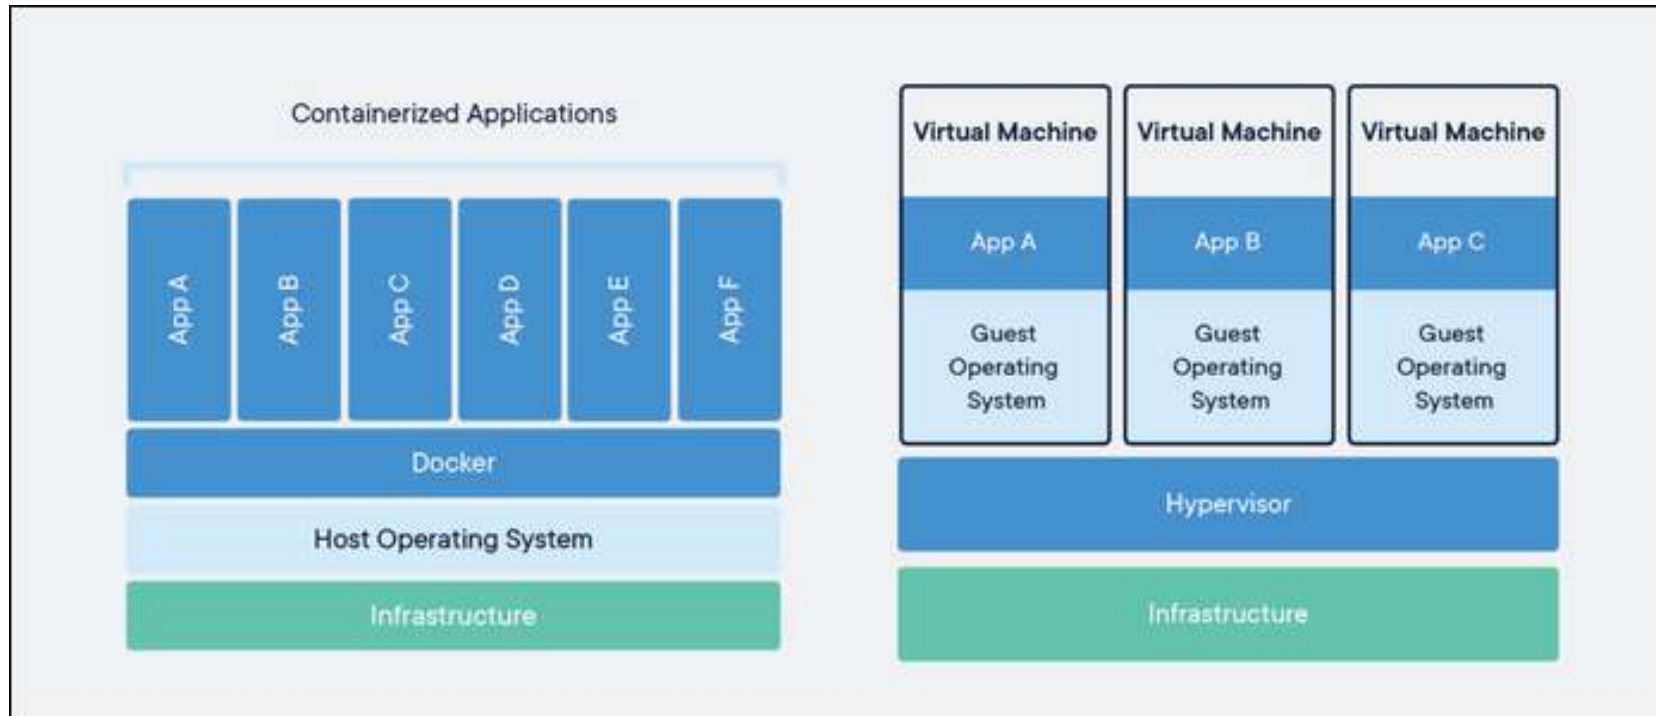 Containerized Applications
App A
App B
App C
App D
App E
App F
Docker
Host Operating System
Infrastructure
Virtual Machine
App A
Guest
Operating
System
Virtual Machine
App B
Guest
Operating
System
Virtual Machine
App C
Guest
Operating
System
Hypervisor
Infrastructure